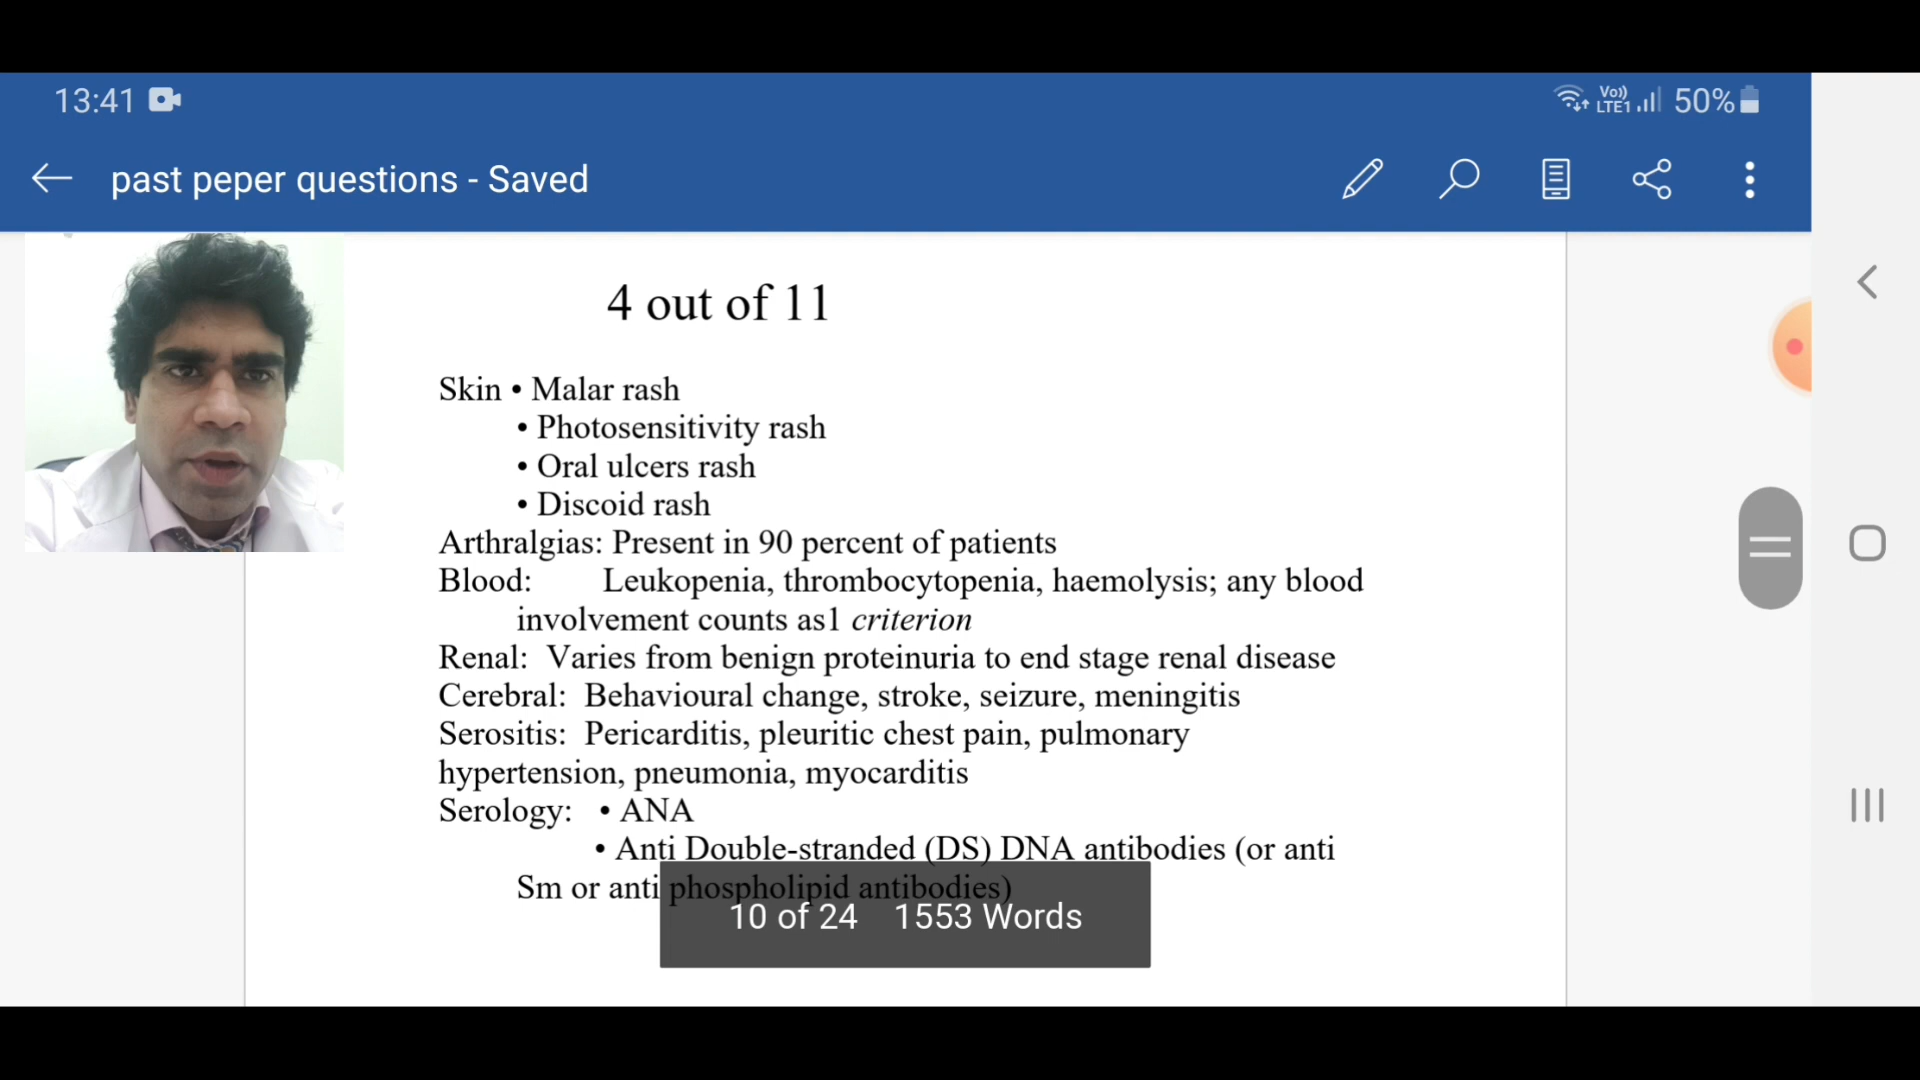 13:41
Vo)) LTE1 50%
past peper questions - Saved
4 out of 11
Skin • Malar rash
• Photosensitivity rash
• Oral ulcers rash
• Discoid rash
Arthralgias: Present in 90 percent of patients
Blood: Leukopenia, thrombocytopenia, haemolysis; any blood
involvement counts as1 criterion
Renal: Varies from benign proteinuria to end stage renal disease
Cerebral: Behavioural change, stroke, seizure, meningitis
Serositis: Pericarditis, pleuritic chest pain, pulmonary
hypertension, pneumonia, myocarditis
Serology: • ANA
• Anti Double-stranded (DS) DNA antibodies (or anti
Sm or anti phospholipid antibodies)
10 of 24 1553 Words